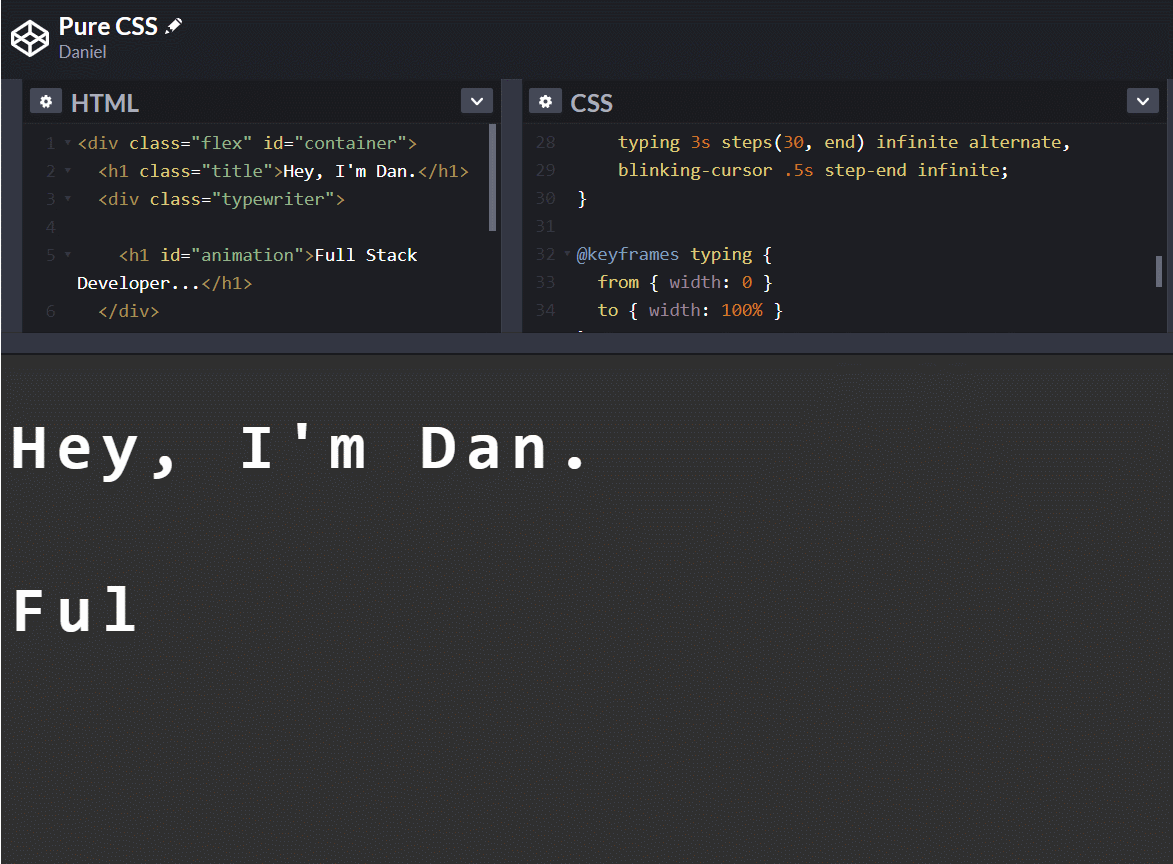 Pure CSS
Daniel
HTML
1 <div class="flex" id="container">
2 <h1 class="title">Hey, I'm Dan.</h1>
3 <div class="typewriter">
4
5 <h1 id="animation">Full Stack
Developer...</h1>
6 </div>
CSS
28 typing 3s steps(30, end) infinite alternate,
29 blinking-cursor .5s step-end infinite;
30 }
31
32 @keyframes typing {
33 from { width: 0 }
34 to { width: 100% }
Hey, I'm Dan.
Ful